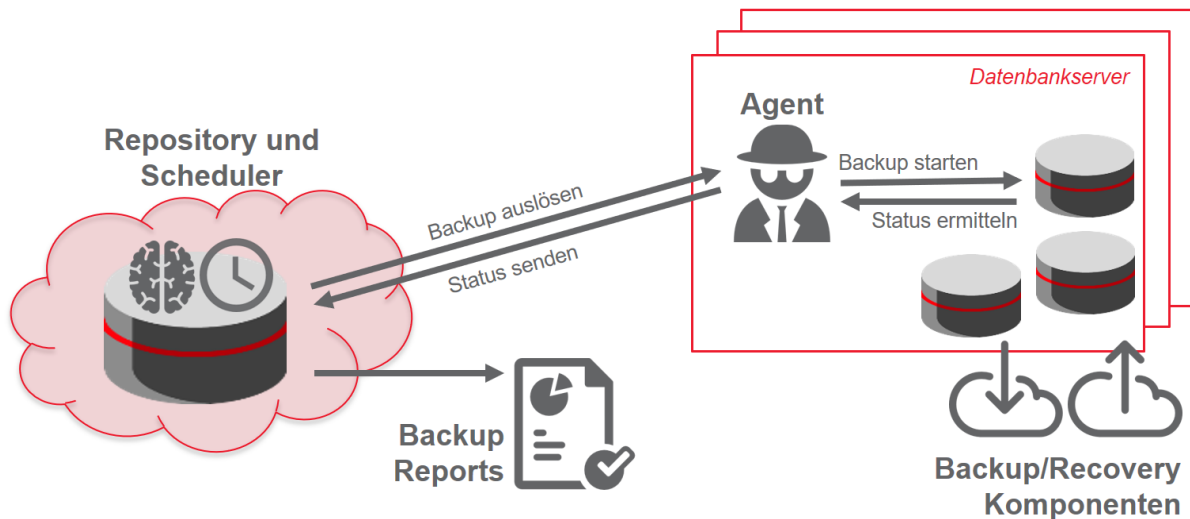 Datenbankserver
Agent
Repository und
Scheduler
Backup starten
Backup auslösen
Status ermitteln
Status senden
Backup
Reports
Backup/Recovery
Komponenten